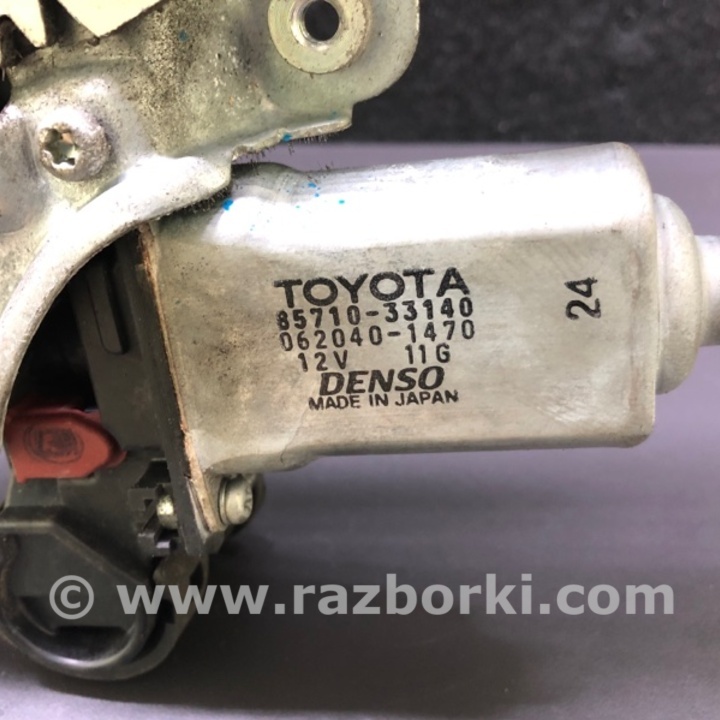 TOYOTA
85710-33140
062040-1470
12V 11G
DENSO
MADE IN JAPAN
24
© www.razborki.com